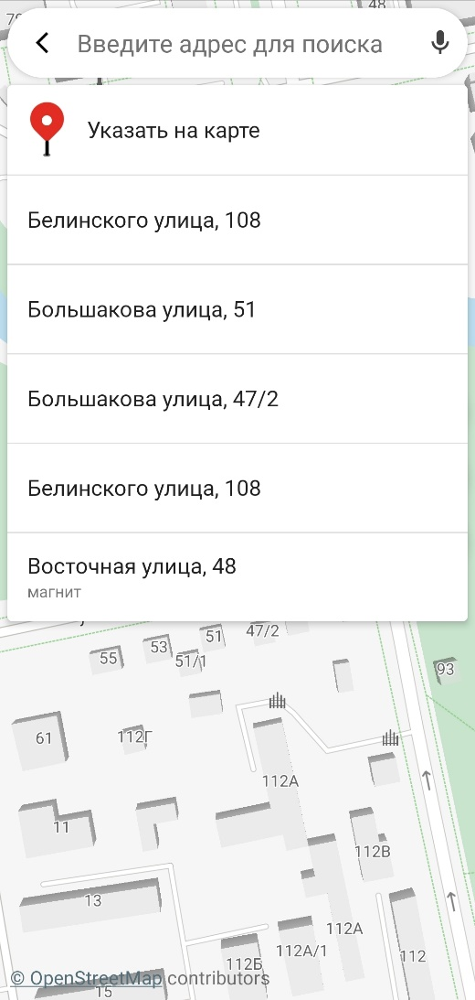 48
Введите адрес для поиска
Указать на карте
Белинского улица, 108
Большакова улица, 51
Большакова улица, 47/2
Белинского улица, 108
Восточная улица, 48
магнит
47/2
51
53
55
51/1
93
61
112Г
112А
11
112В
13
112А
112А/1
112Б
112
© OpenStreetMap contributors
15